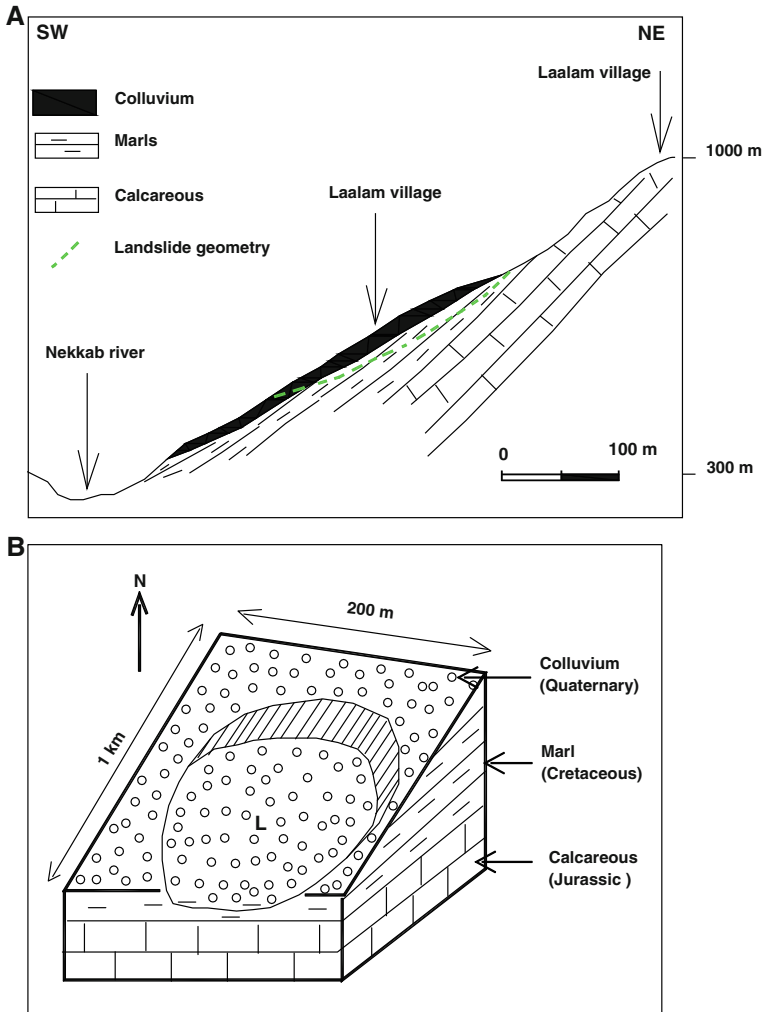 A
SW
NE
Laalam village
Colluvium
1000 m
Marls
Calcareous
Laalam village
Landslide geometry
Nekkab river
0
100 m
300 m
B
N
200 m
Colluvium
(Quaternary)
1 km
Marl
(Cretaceous)
L
Calcareous
(Jurassic )